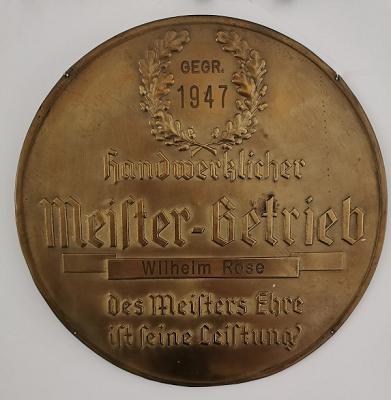 GEGR.
1947
Handwerklicher
Meiſter-Betrieb
Wilhelm Rose
Des Meiſters Ehre
iſt ſeine Leiſtung